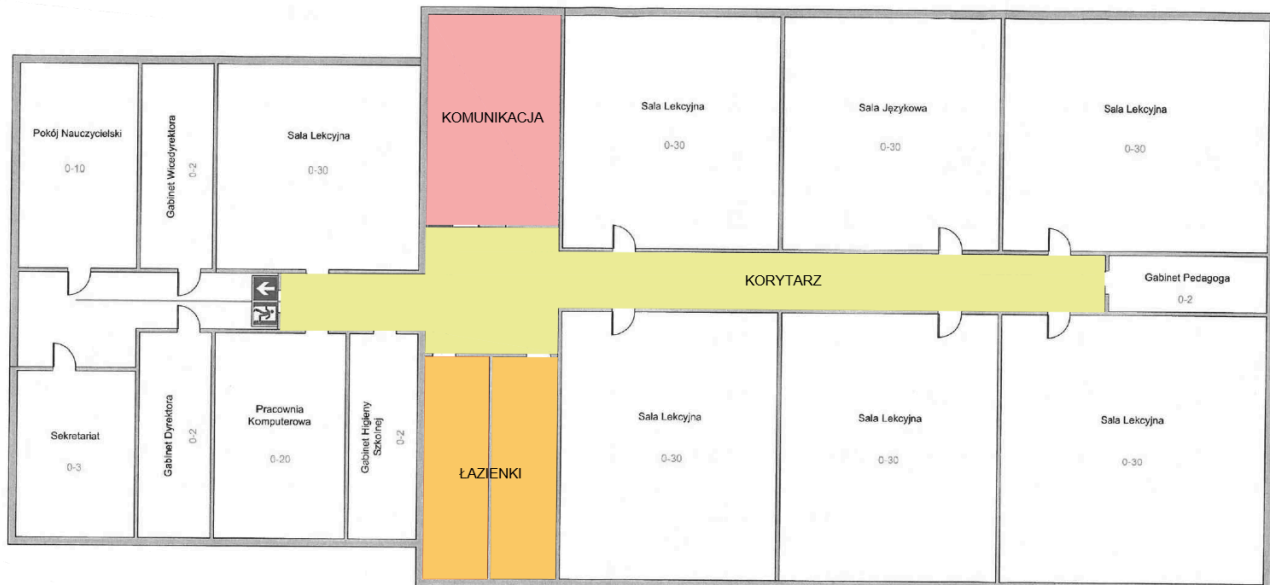 Pokój Nauczycielski
0-10
Gabinet Wicedyrektora
0-2
Sala Lekcyjna
0-30
KOMUNIKACJA
Sala Lekcyjna
0-30
Sala Językowa
0-30
Sala Lekcyjna
0-30
KORYTARZ
Gabinet Pedagoga
0-2
Sekretariat
0-3
Gabinet Dyrektora
0-2
Pracownia
Komputerowa
0-20
Gabinet Higieny
Szkolnej
0-2
ŁAZIENKI
Sala Lekcyjna
0-30
Sala Lekcyjna
0-30
Sala Lekcyjna
0-30